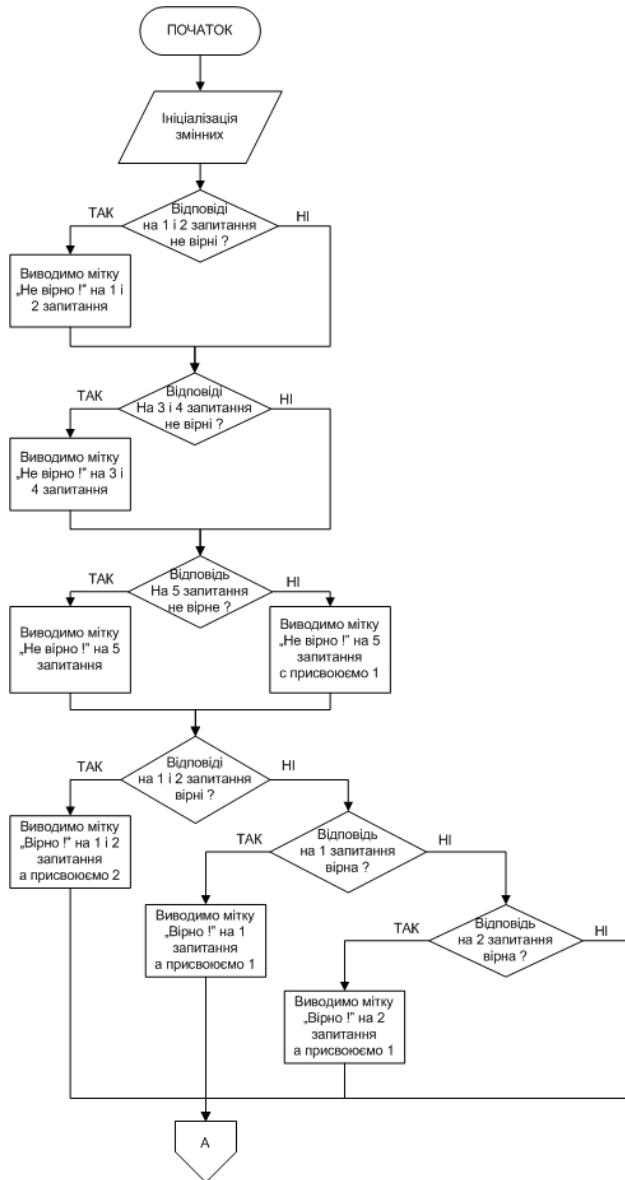 ПОЧАТОК
Ініціалізація
змінних
ТАК
Відповіді
на 1 і 2 запитання
не вірні ?
НІ
Виводимо мітку
„Не вірно !” на 1 і
2 запитання
ТАК
Відповіді
На 3 і 4 запитання
не вірні ?
НІ
Виводимо мітку
„Не вірно !” на 3 і
4 запитання
ТАК
Відповідь
На 5 запитання
не вірне ?
НІ
Виводимо мітку
„Не вірно !” на 5
запитання
Виводимо мітку
„Не вірно !” на 5
запитання
с присвоюємо 1
ТАК
Відповіді
на 1 і 2 запитання
вірні ?
НІ
Виводимо мітку
„Вірно !” на 1 і 2
запитання
а присвоюємо 2
ТАК
Відповідь
на 1 запитання
вірна ?
НІ
Виводимо мітку
„Вірно !” на 1
запитання
а присвоюємо 1
ТАК
Відповідь
на 2 запитання
вірна ?
НІ
Виводимо мітку
„Вірно !” на 2
запитання
а присвоюємо 1
А